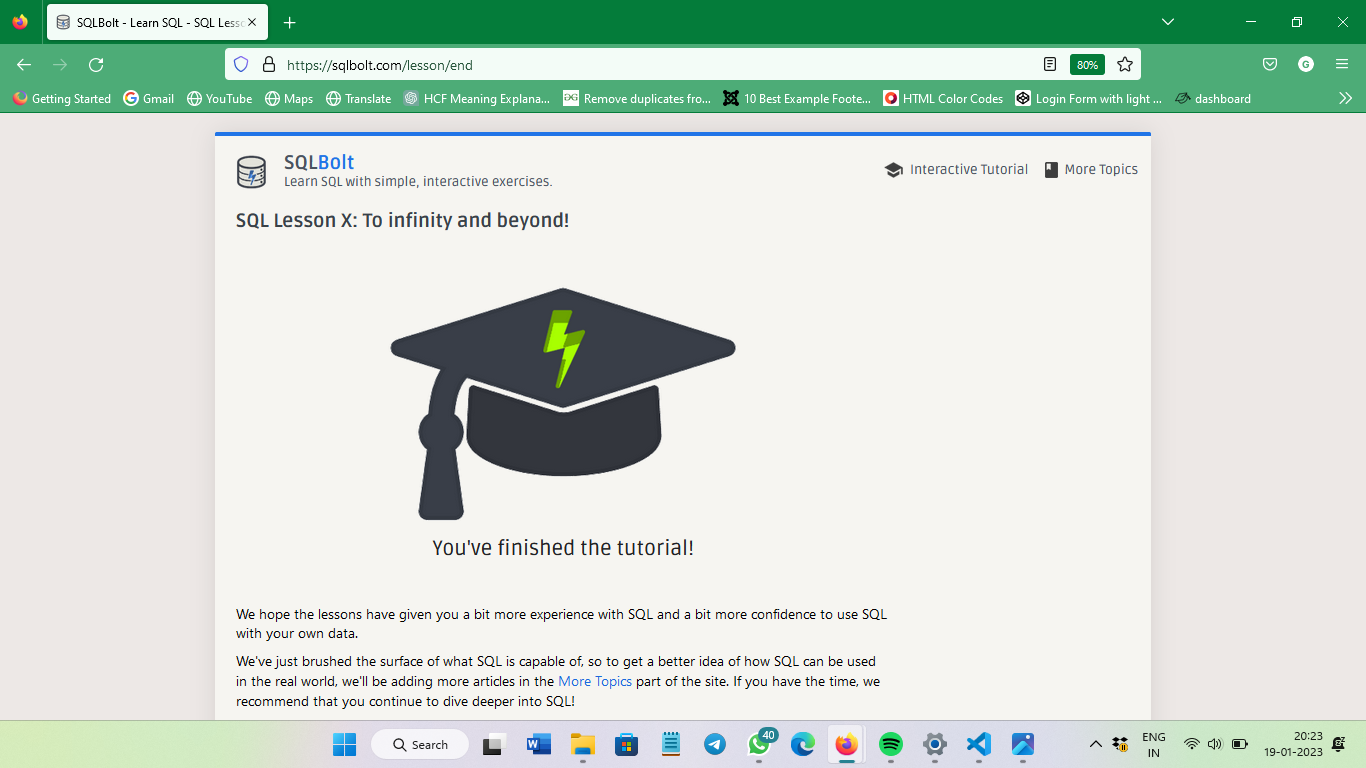 SQLBolt - Learn SQL - SQL Less
https://sqlbolt.com/lesson/end
80%
G
Getting Started
Gmail
YouTube
Maps
Translate
HCF Meaning Explana...
Remove duplicates fro...
10 Best Example Foote...
HTML Color Codes
Login Form with light ...
dashboard
SQLBolt
Learn SQL with simple, interactive exercises.
Interactive Tutorial
More Topics
SQL Lesson X: To infinity and beyond!
You've finished the tutorial!
We hope the lessons have given you a bit more experience with SQL and a bit more confidence to use SQL
with your own data.
We've just brushed the surface of what SQL is capable of, so to get a better idea of how SQL can be used
in the real world, we'll be adding more articles in the More Topics part of the site. If you have the time, we
recommend that you continue to dive deeper into SQL!
Search
40
ENG
IN
20:23
19-01-2023